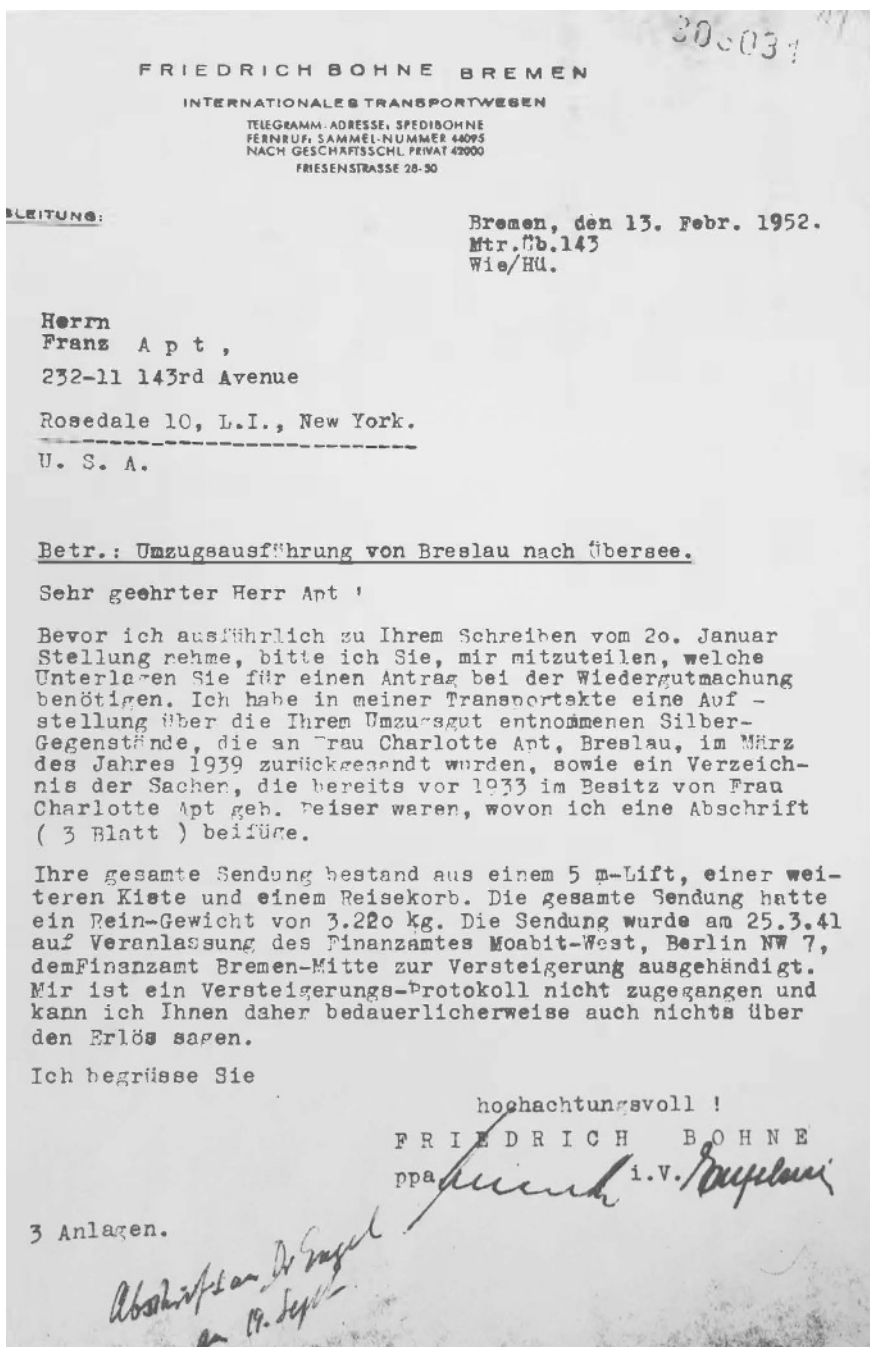 FRIEDRICH BOHNE BREMEN
INTERNATIONALES TRANSPORTWESEN
TELEGRAMM-ADRESSE: SPEDIBOHNE
FERNRUF: SAMMEL-NUMMER 44095
NACH GESCHÄFTSSCHL. PRIVAT 42000
FRIESENSTRASSE 28-30
LEITUNG:
Bremen, den 13. Febr. 1952.
Mtr.Üb.143
Wie/HÜ.
Herrn
Franz A p t ,
232-11 143rd Avenue
Rosedale 10, L.I., New York.
U. S. A.
Betr.: Umzugsausführung von Breslau nach Übersee.
Sehr geehrter Herr Apt !
Bevor ich ausführlich zu Ihrem Schreiben vom 2o. Januar
Stellung nehme, bitte ich Sie, mir mitzuteilen, welche
Unterlagen Sie für einen Antrag bei der Wiedergutmachung
benötigen. Ich habe in meiner Transportakte eine Auf -
stellung über die Ihrem Umzugsgut entnommenen Silber-
Gegenstände, die an Frau Charlotte Apt, Breslau, im März
des Jahres 1939 zurückgesandt wurden, sowie ein Verzeich-
nis der Sachen, die bereits vor 1933 im Besitz von Frau
Charlotte Apt geb. Peiser waren, wovon ich eine Abschrift
( 3 Blatt ) beifüge.
Ihre gesamte Sendung bestand aus einem 5 m-Lift, einer wei-
teren Kiste und einem Reisekorb. Die gesamte Sendung hatte
ein Rein-Gewicht von 3.22o kg. Die Sendung wurde am 25.3.41
auf Veranlassung des Finanzamtes Moabit-West, Berlin NW 7,
demFinanzamt Bremen-Mitte zur Versteigerung ausgehändigt.
Mir ist ein Versteigerungs-Protokoll nicht zugegangen und
kann ich Ihnen daher bedauerlicherweise auch nichts über
den Erlös sagen.
Ich begrüsse Sie
hochachtungsvoll !
F R I E D R I C H B O H N E
ppa i.V.
3 Anlagen.
Abschrift an Dr Engel
am 19. Sept